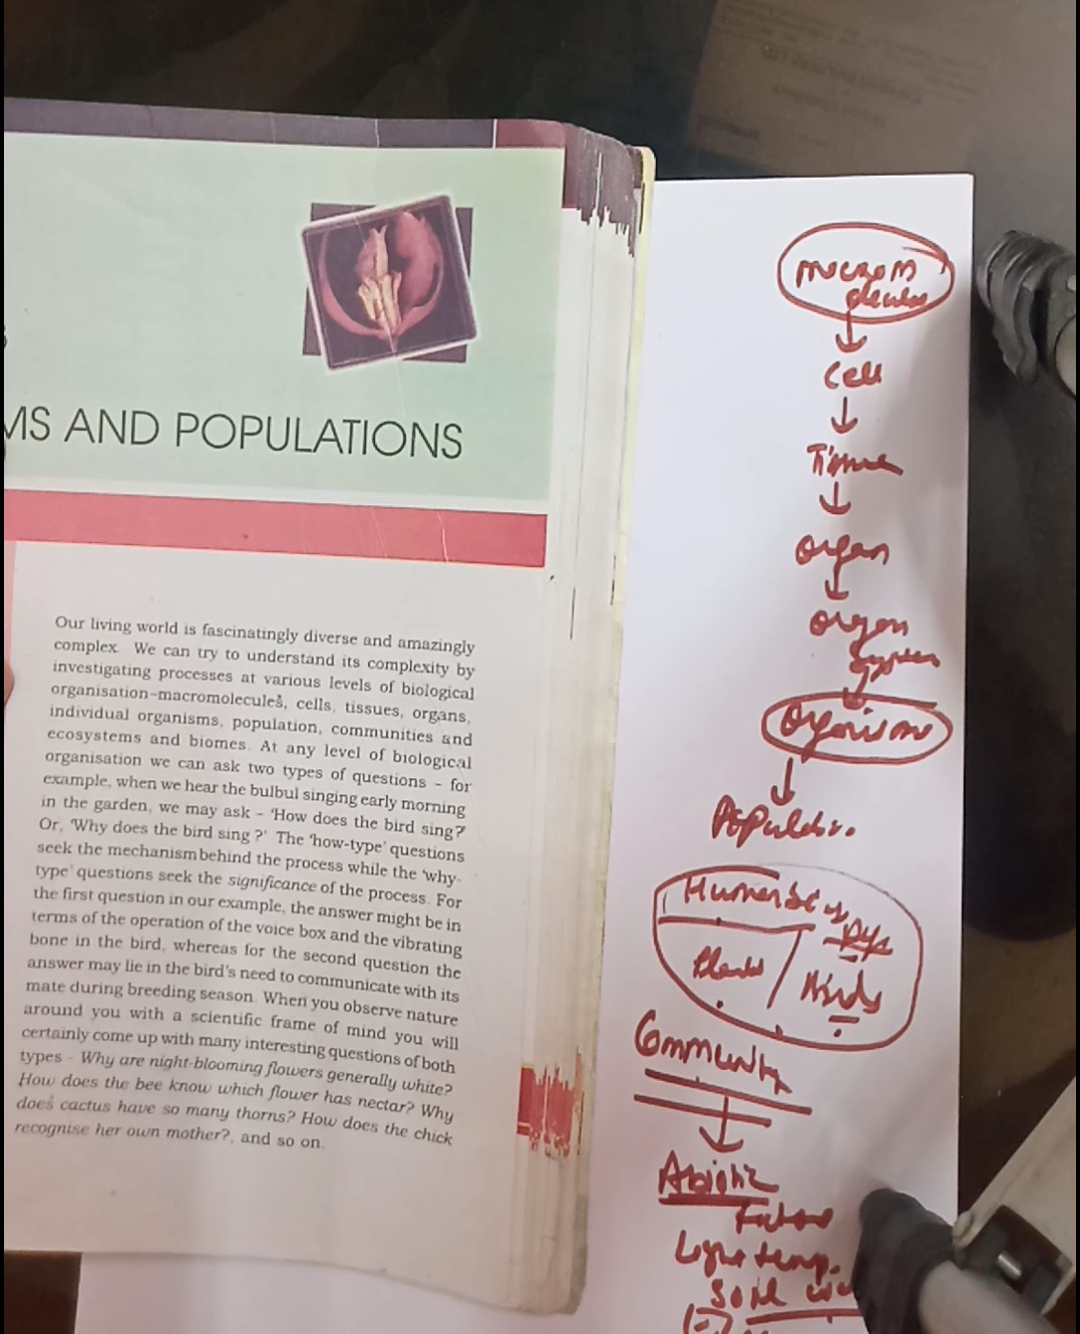 MS AND POPULATIONS
Our living world is fascinatingly diverse and amazingly
complex. We can try to understand its complexity by
investigating processes at various levels of biological
organisation–macromolecules, cells, tissues, organs,
individual organisms, population, communities and
ecosystems and biomes. At any level of biological
organisation we can ask two types of questions – for
example, when we hear the bulbul singing early morning
in the garden, we may ask – 'How does the bird sing?'
Or, 'Why does the bird sing ?' The 'how-type' questions
seek the mechanism behind the process while the 'why-
type' questions seek the significance of the process. For
the first question in our example, the answer might be in
terms of the operation of the voice box and the vibrating
bone in the bird, whereas for the second question the
answer may lie in the bird's need to communicate with its
mate during breeding season. When you observe nature
around you with a scientific frame of mind you will
certainly come up with many interesting questions of both
types - Why are night-blooming flowers generally white?
How does the bee know which flower has nectar? Why
does cactus have so many thorns? How does the chick
recognise her own mother?, and so on.
Cell
Tissue
Organ
Organ
System
Organism
Population
Human
Plants
Community
Abiotic
Factors
Light temp.
Soil